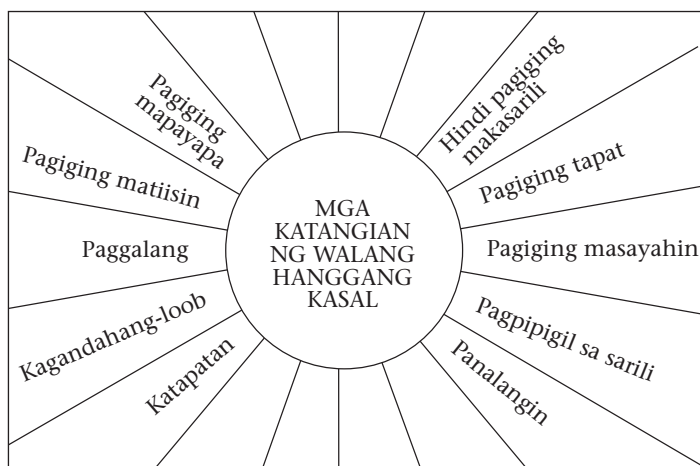 Pagiging
mapayapa
Pagiging matiisin
Paggalang
Kagandahang-loob
Katapatan
MGA
KATANGIAN
NG WALANG
HANGGANG
KASAL
Hindi pagiging
makasarili
Pagiging tapat
Pagiging masayahin
Pagpipigil sa sarili
Panalangin